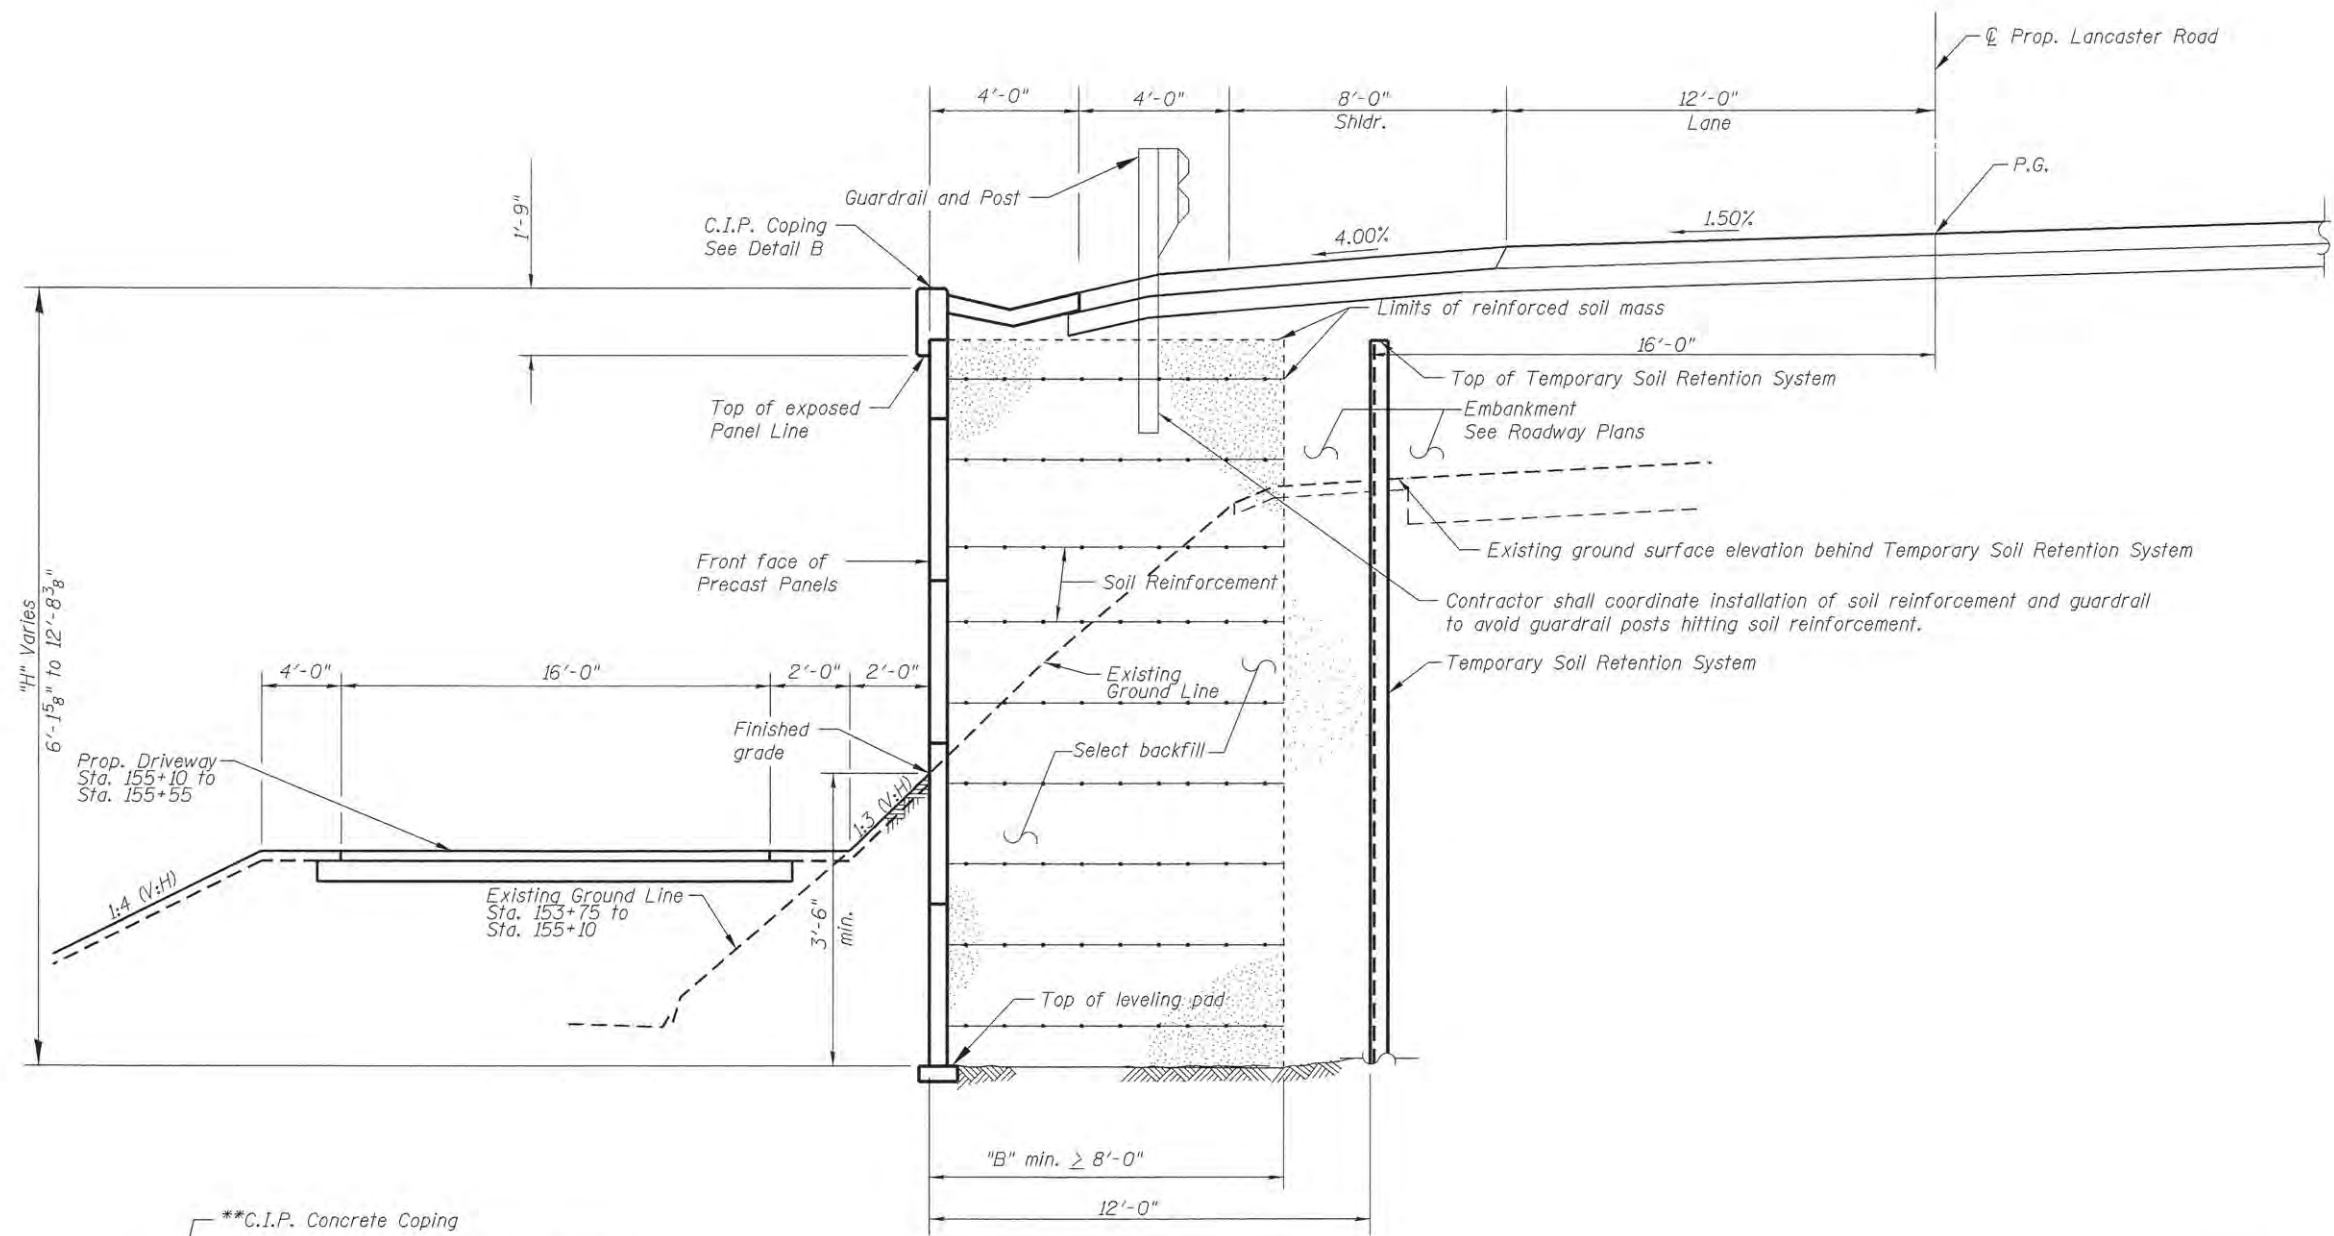 ℄ Prop. Lancaster Road
4'-0"
4'-0"
8'-0"
Shldr.
12'-0"
Lane
P.G.
Guardrail and Post
1'-9"
C.I.P. Coping
See Detail B
4.00%
1.50%
Limits of reinforced soil mass
16'-0"
Top of Temporary Soil Retention System
Top of exposed
Panel Line
Embankment
See Roadway Plans
Front face of
Precast Panels
Soil Reinforcement
Existing ground surface elevation behind Temporary Soil Retention System
Contractor shall coordinate installation of soil reinforcement and guardrail
to avoid guardrail posts hitting soil reinforcement.
"H" Varies
6'-1 5/8" to 12'-8 3/8"
4'-0"
16'-0"
2'-0"
2'-0"
Existing
Ground Line
Temporary Soil Retention System
Finished
grade
Select backfill
Prop. Driveway
Sta. 155+10 to
Sta. 155+55
1:3 (V:H)
1:4 (V:H)
Existing Ground Line
Sta. 153+75 to
Sta. 155+10
3'-6"
min.
Top of leveling pad
"B" min. ≥ 8'-0"
12'-0"
**C.I.P. Concrete Coping